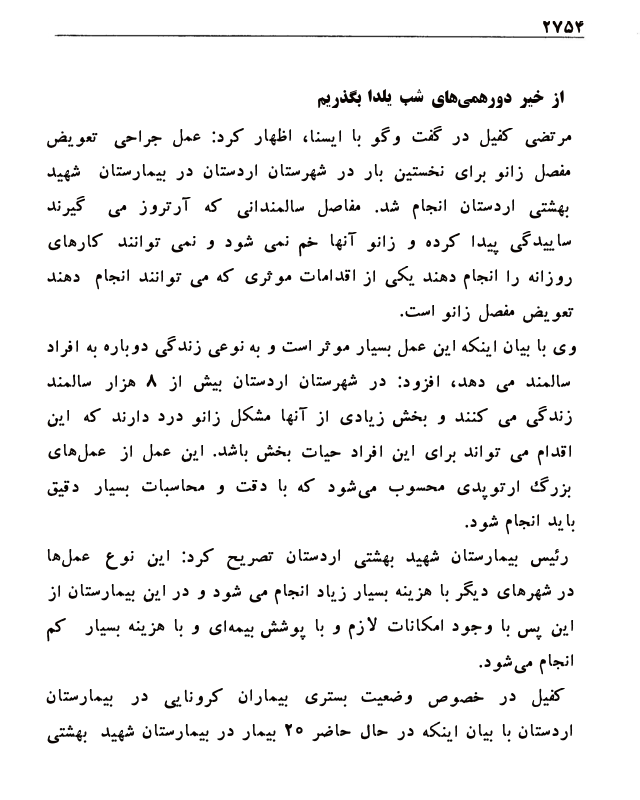 ۲۷۵۴
از خیر دورهمی‌های شب یلدا بگذریم
مرتضی کفیل در گفت وگو با ایسنا، اظهار کرد: عمل جراحی تعویض
مفصل زانو برای نخستین بار در شهرستان اردستان در بیمارستان شهید
بهشتی اردستان انجام شد. مفاصل سالمندانی که آرتروز می گیرند
ساییدگی پیدا کرده و زانو آنها خم نمی شود و نمی توانند کارهای
روزانه را انجام دهند یکی از اقدامات موثری که می توانند انجام دهند
تعویض مفصل زانو است.
وی با بیان اینکه این عمل بسیار موثر است و به نوعی زندگی دوباره به افراد
سالمند می دهد، افزود: در شهرستان اردستان بیش از ۸ هزار سالمند
زندگی می کنند و بخش زیادی از آنها مشکل زانو درد دارند که این
اقدام می تواند برای این افراد حیات بخش باشد. این عمل از عمل‌های
بزرگ ارتوپدی محسوب می‌شود که با دقت و محاسبات بسیار دقیق
باید انجام شود.
رئیس بیمارستان شهید بهشتی اردستان تصریح کرد: این نوع عمل‌ها
در شهرهای دیگر با هزینه بسیار زیاد انجام می شود و در این بیمارستان از
این پس با وجود امکانات لازم و با پوشش بیمه‌ای و با هزینه بسیار کم
انجام می‌شود.
کفیل در خصوص وضعیت بستری بیماران کرونایی در بیمارستان
اردستان با بیان اینکه در حال حاضر ۲۰ بیمار در بیمارستان شهید بهشتی